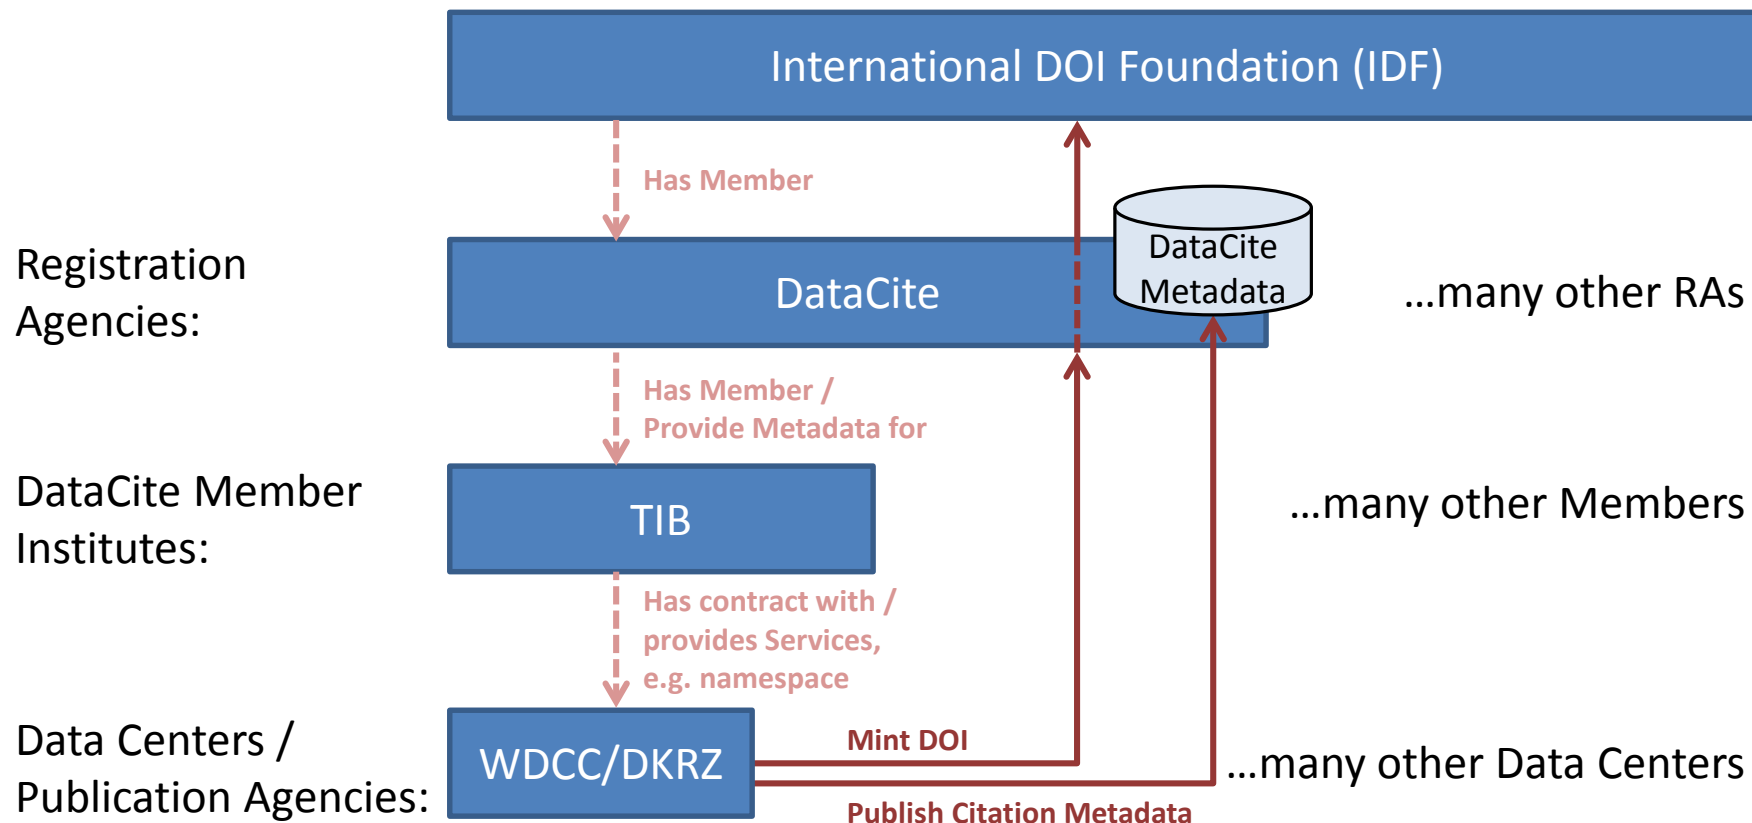 International DOI Foundation (IDF)
Has Member
Registration
Agencies:
DataCite
DataCite
Metadata
...many other RAs
Has Member /
Provide Metadata for
DataCite Member
Institutes:
TIB
...many other Members
Has contract with /
provides Services,
e.g. namespace
Data Centers /
Publication Agencies:
WDCC/DKRZ
Mint DOI
Publish Citation Metadata
...many other Data Centers